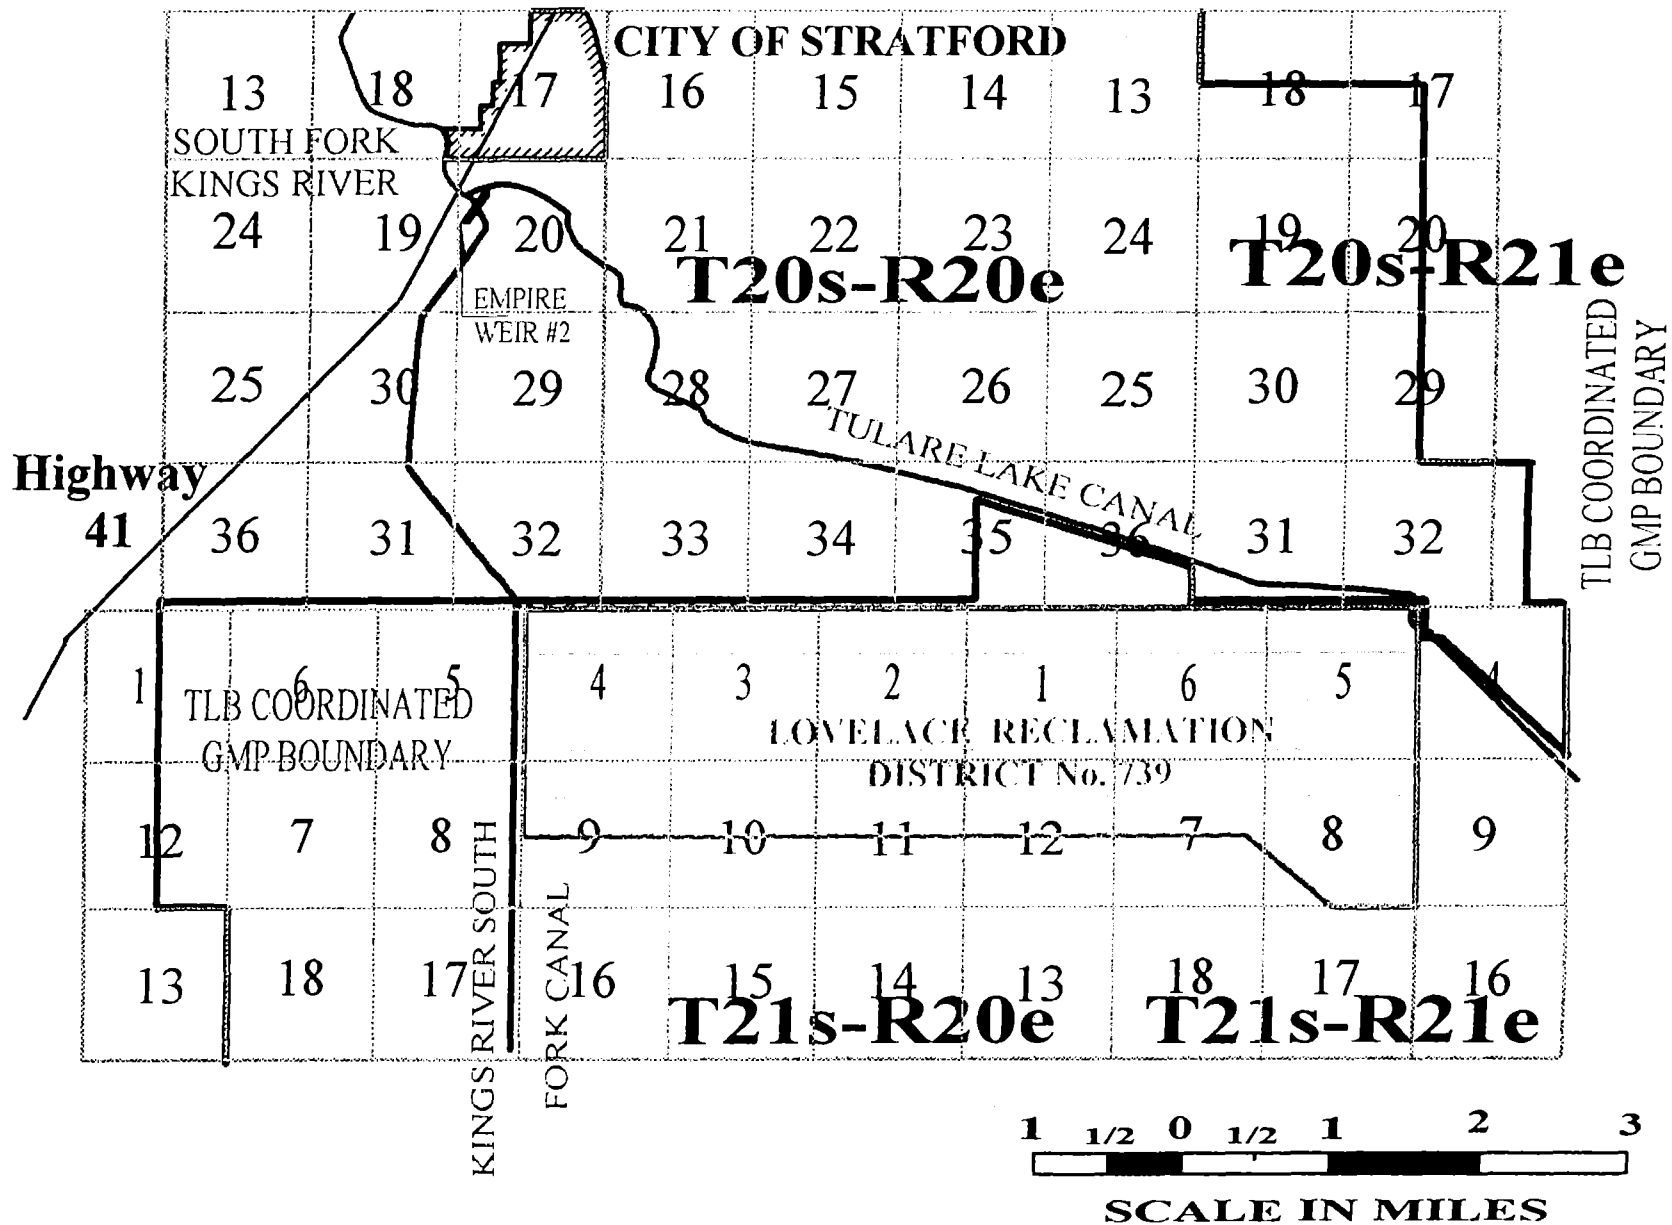 CITY OF STRATFORD
13 18 17 16 15 14 13 18 17
SOUTH FORK
KINGS RIVER
24 19 20 21 22 23 24 19 20
T20s-R20e T20s-R21e
EMPIRE
WEIR #2
TLB COORDINATED
GMP BOUNDARY
25 30 29 28 27 26 25 30 29
TULARE LAKE CANAL
Highway
41
36 31 32 33 34 35 36 31 32
1 6 5 4 3 2 1 6 5 4
TLB COORDINATED
GMP BOUNDARY
LOVELACE RECLAMATION
DISTRICT No. 739
12 7 8 9 10 11 12 7 8 9
KINGS RIVER SOUTH
FORK CANAL
13 18 17 16 15 14 13 18 17 16
T21s-R20e T21s-R21e
1 1/2 0 1/2 1 2 3
SCALE IN MILES